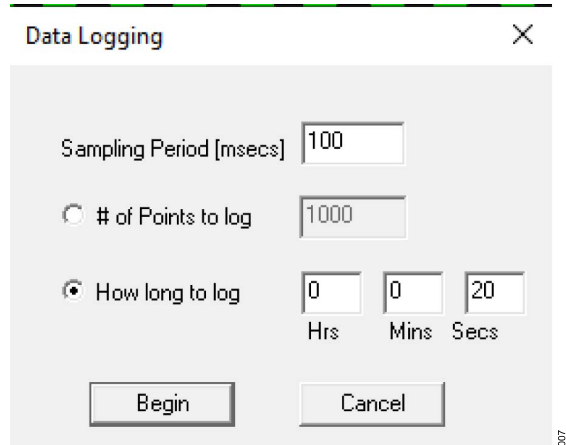 Data Logging
Sampling Period [msecs] 100
# of Points to log 1000
How long to log 0 0 20
Hrs Mins Secs
Begin Cancel
007